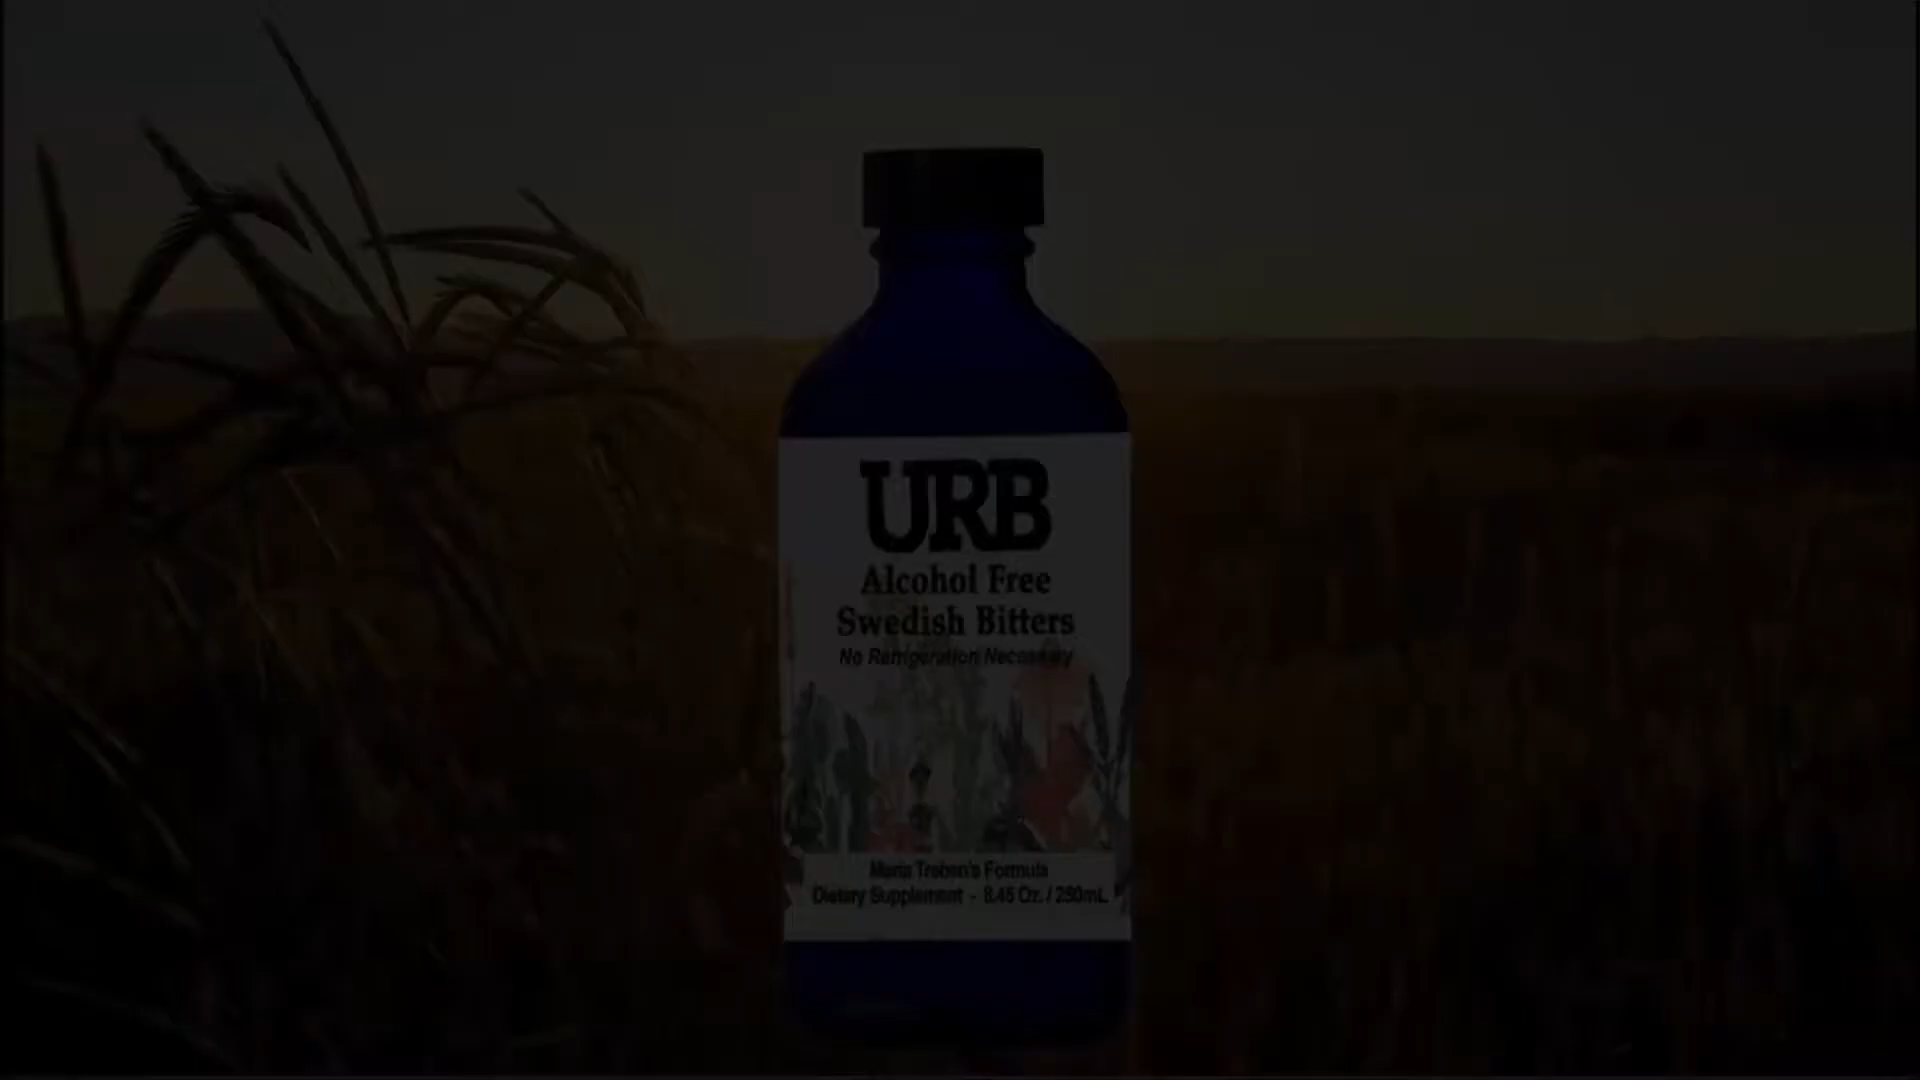 URB
Alcohol Free
Swedish Bitters
No Refrigeration Necessary
Maria Treben's Formula
Dietary Supplement - 8.45 Oz. / 250mL